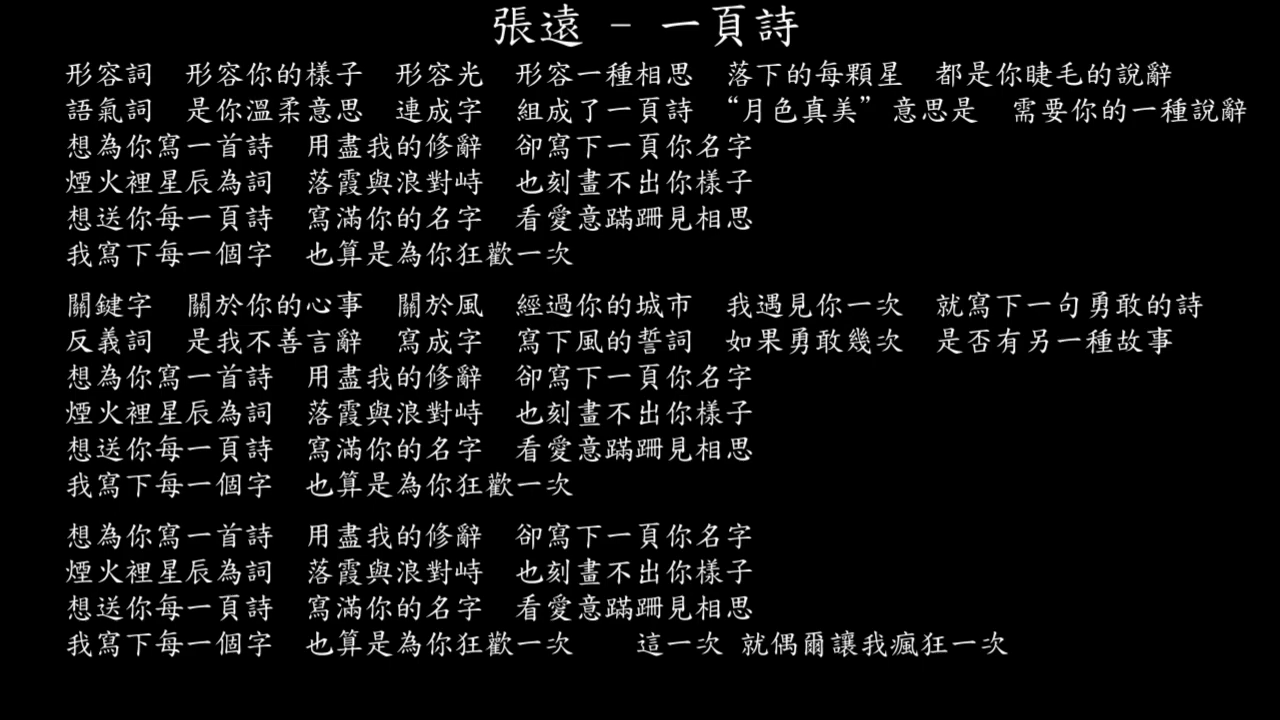 張遠 - 一頁詩
形容詞　形容你的樣子　形容光　形容一種相思　落下的每顆星　都是你睫毛的說辭
語氣詞　是你溫柔意思　連成字　組成了一頁詩　“月色真美”意思是　需要你的一種說辭
想為你寫一首詩　用盡我的修辭　卻寫下一頁你名字
煙火裡星辰為詞　落霞與浪對峙　也刻畫不出你樣子
想送你每一頁詩　寫滿你的名字　看愛意蹣跚見相思
我寫下每一個字　也算是為你狂歡一次
關鍵字　關於你的心事　關於風　經過你的城市　我遇見你一次　就寫下一句勇敢的詩
反義詞　是我不善言辭　寫成字　寫下風的誓詞　如果勇敢幾次　是否有另一種故事
想為你寫一首詩　用盡我的修辭　卻寫下一頁你名字
煙火裡星辰為詞　落霞與浪對峙　也刻畫不出你樣子
想送你每一頁詩　寫滿你的名字　看愛意蹣跚見相思
我寫下每一個字　也算是為你狂歡一次
想為你寫一首詩　用盡我的修辭　卻寫下一頁你名字
煙火裡星辰為詞　落霞與浪對峙　也刻畫不出你樣子
想送你每一頁詩　寫滿你的名字　看愛意蹣跚見相思
我寫下每一個字　也算是為你狂歡一次　　這一次 就偶爾讓我瘋狂一次